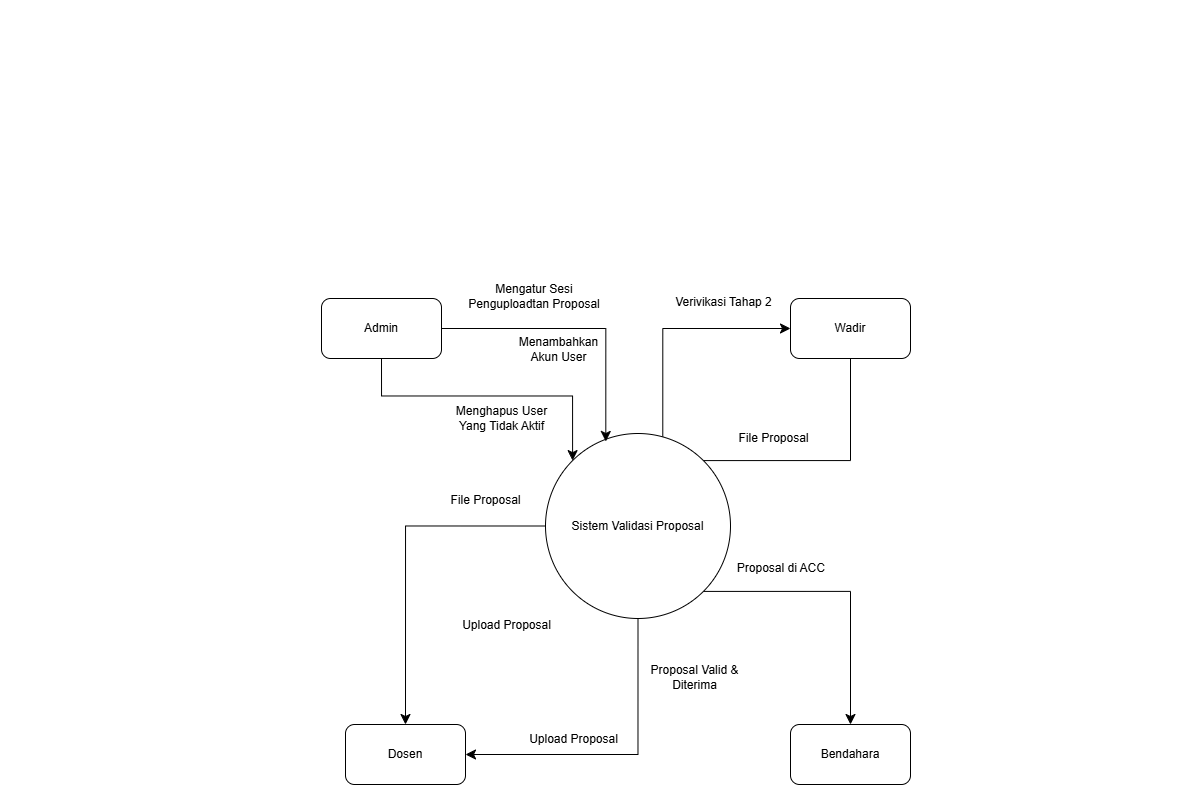 Mengatur Sesi
Penguploadtan Proposal
Verivikasi Tahap 2
Admin
Wadir
Menambahkan
Akun User
Menghapus User
Yang Tidak Aktif
File Proposal
File Proposal
Sistem Validasi Proposal
Proposal di ACC
Upload Proposal
Proposal Valid &
Diterima
Upload Proposal
Dosen
Bendahara